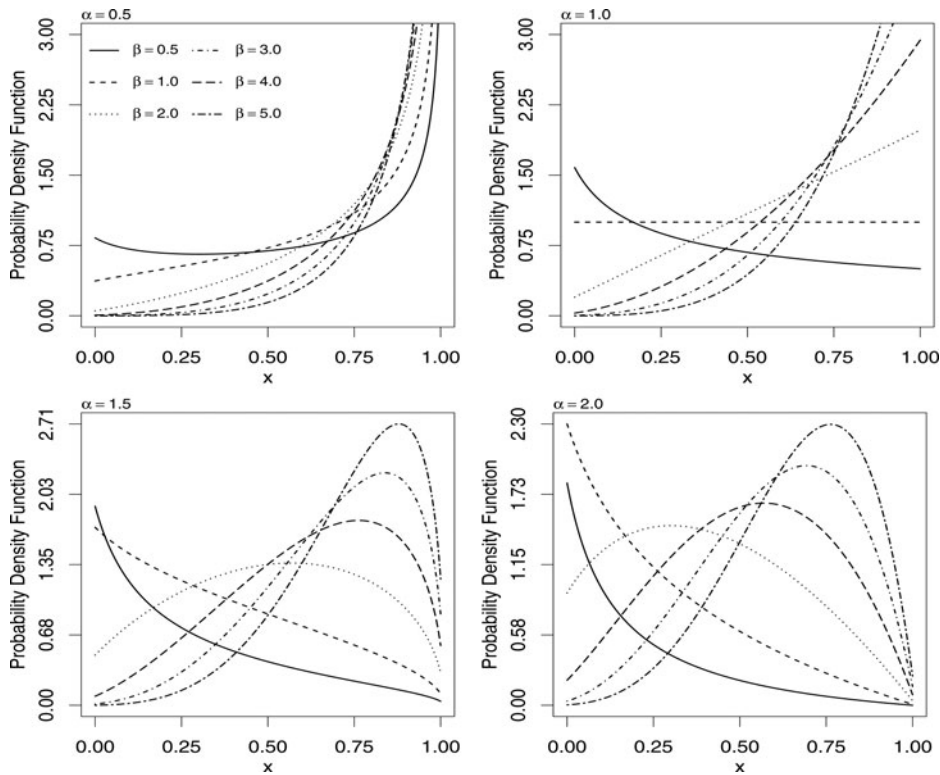 α = 0.5
Probability Density Function
3.00
2.25
1.50
0.75
0.00
β = 0.5
β = 3.0
β = 1.0
β = 4.0
β = 2.0
β = 5.0
0.00 0.25 0.50 0.75 1.00
x
α = 1.0
Probability Density Function
3.00
2.25
1.50
0.75
0.00
0.00 0.25 0.50 0.75 1.00
x
α = 1.5
Probability Density Function
2.71
2.03
1.35
0.68
0.00
0.00 0.25 0.50 0.75 1.00
x
α = 2.0
Probability Density Function
2.30
1.73
1.15
0.58
0.00
0.00 0.25 0.50 0.75 1.00
x